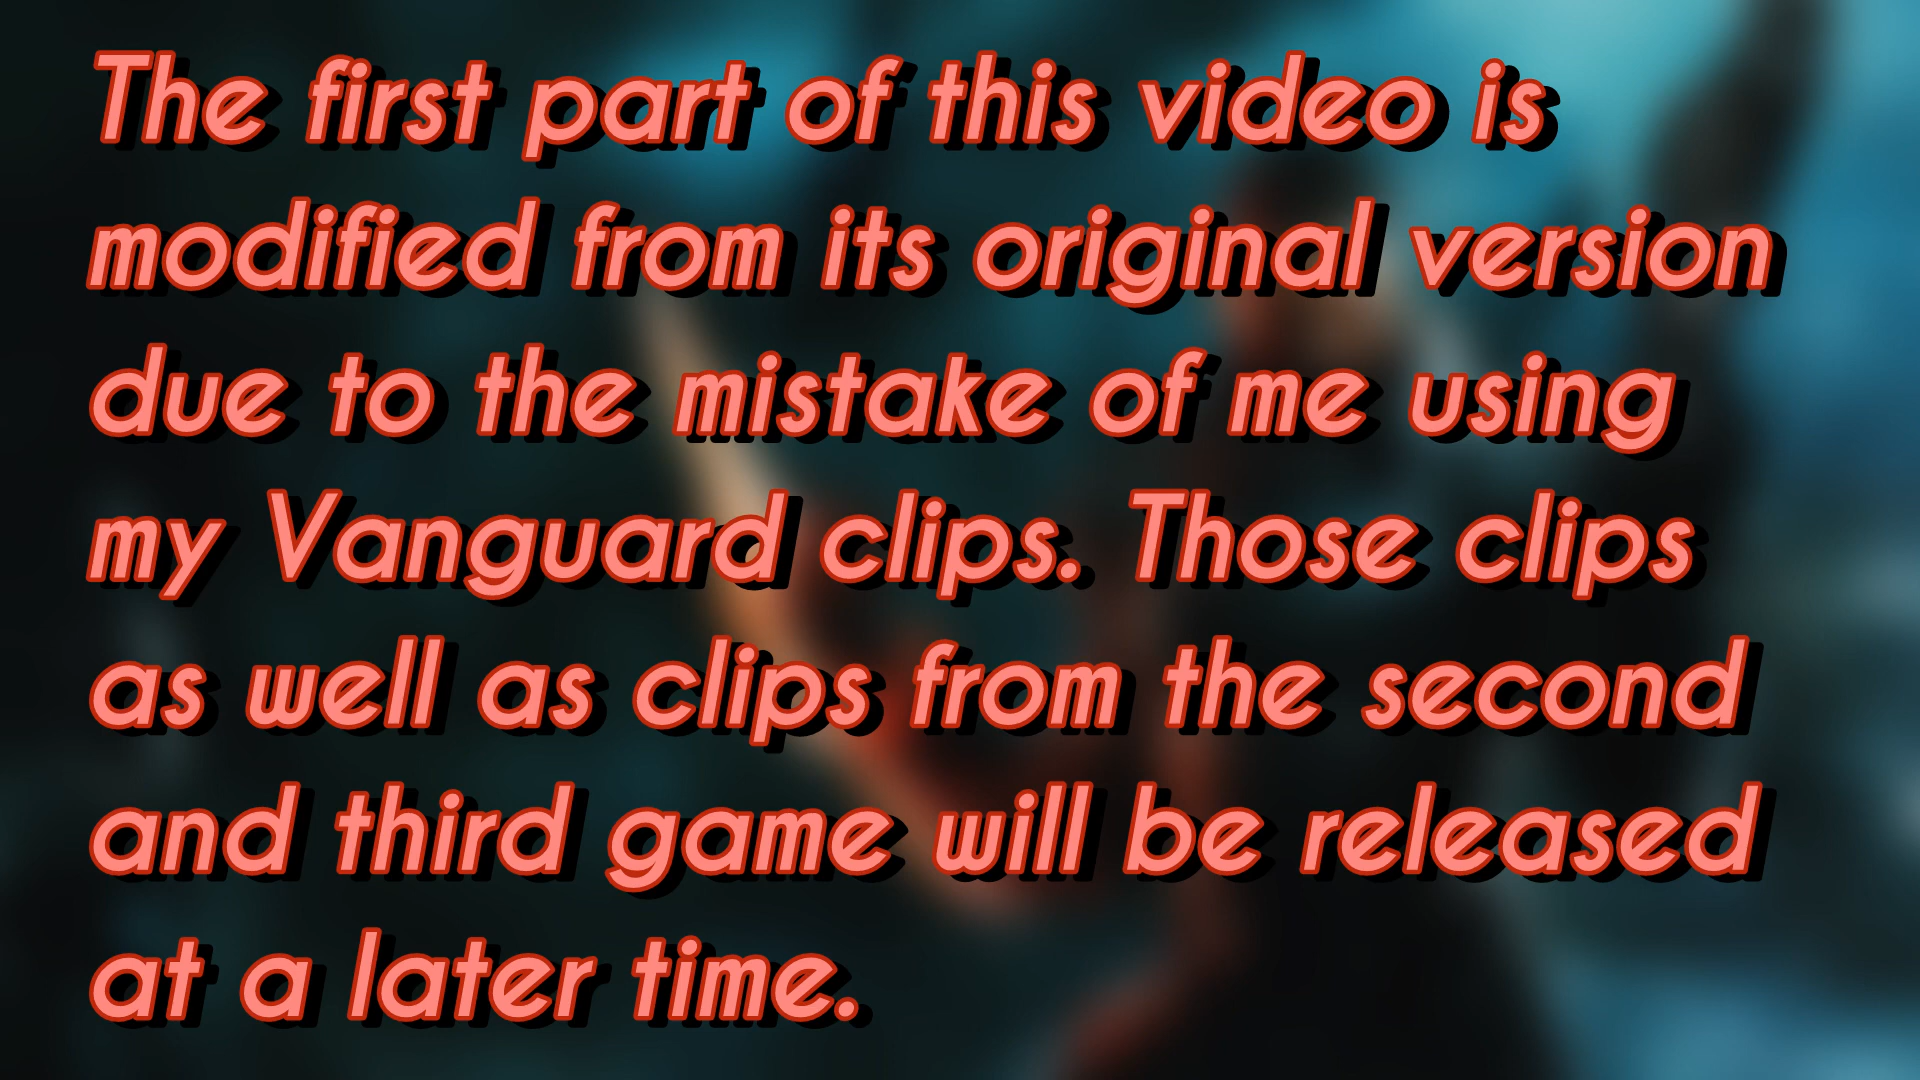 The first part of this video is
modified from its original version
due to the mistake of me using
my Vanguard clips. Those clips
as well as clips from the second
and third game will be released
at a later time.